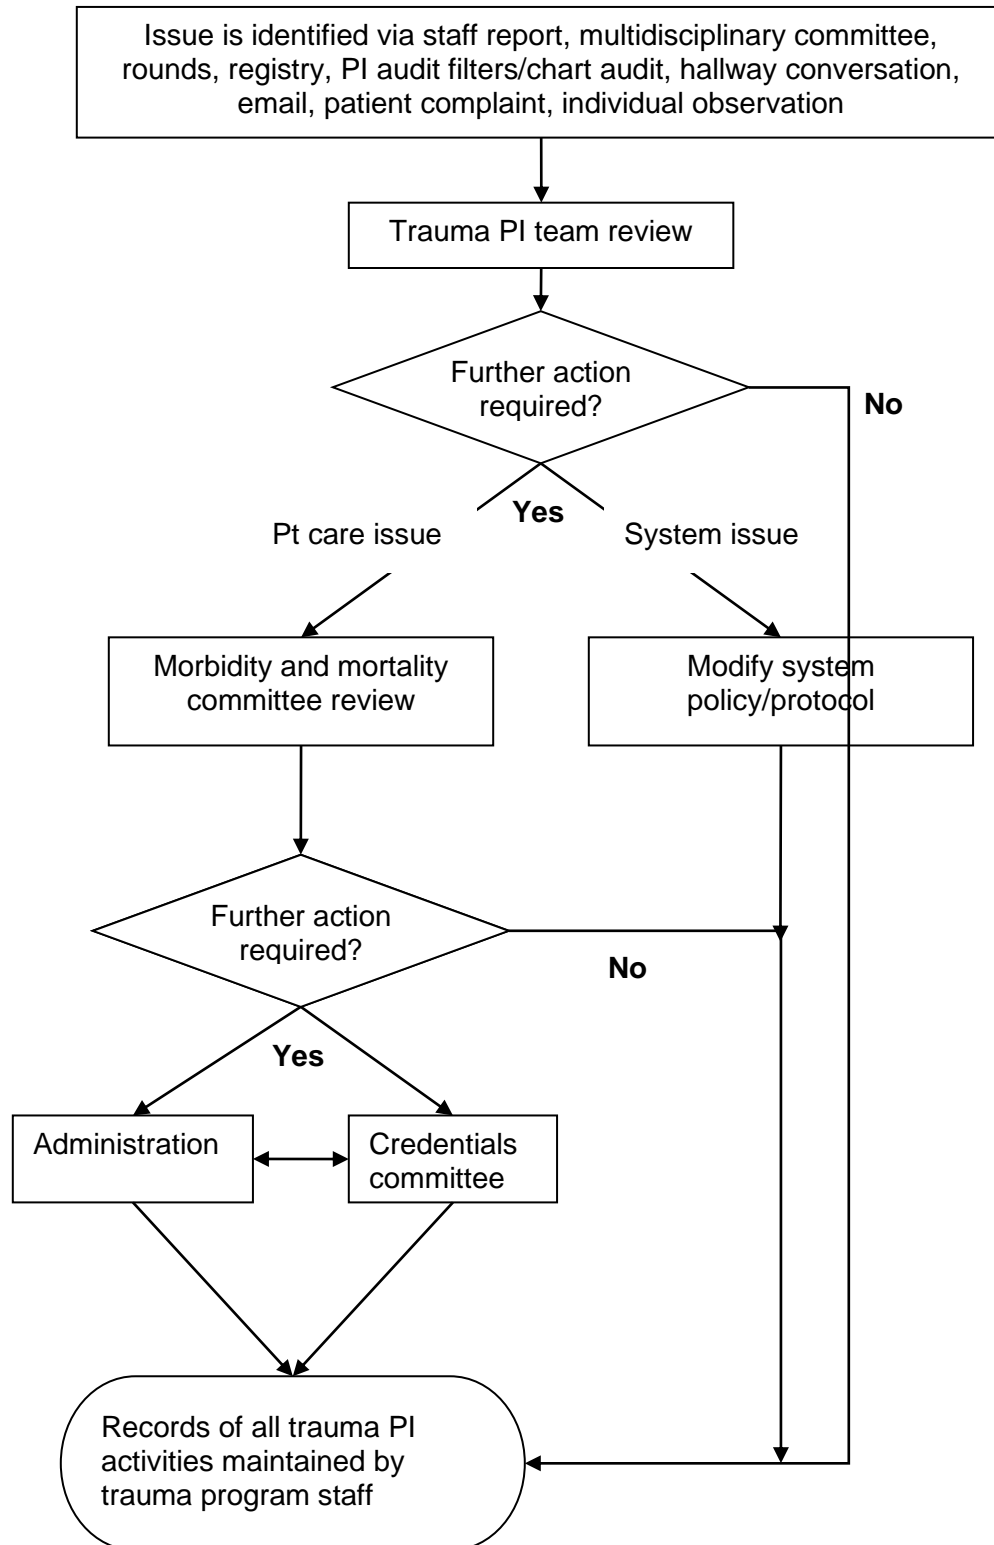 Issue is identified via staff report, multidisciplinary committee,
rounds, registry, PI audit filters/chart audit, hallway conversation,
email, patient complaint, individual observation
Trauma PI team review
Further action
required?
No
Yes
Pt care issue
System issue
Morbidity and mortality
committee review
Modify system
policy/protocol
Further action
required?
No
Yes
Administration
Credentials
committee
Records of all trauma PI
activities maintained by
trauma program staff